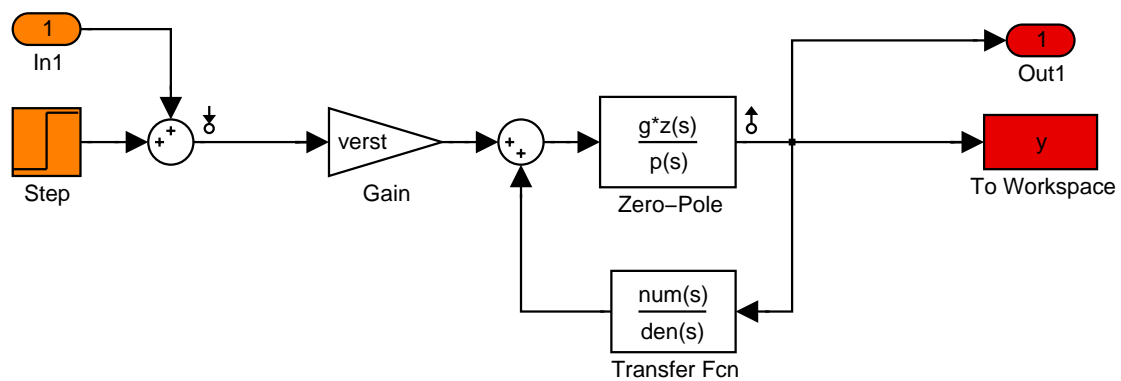 1
In1
1
Out1
Step
+
+
verst
Gain
+
+
g*z(s)
p(s)
Zero−Pole
y
To Workspace
num(s)
den(s)
Transfer Fcn